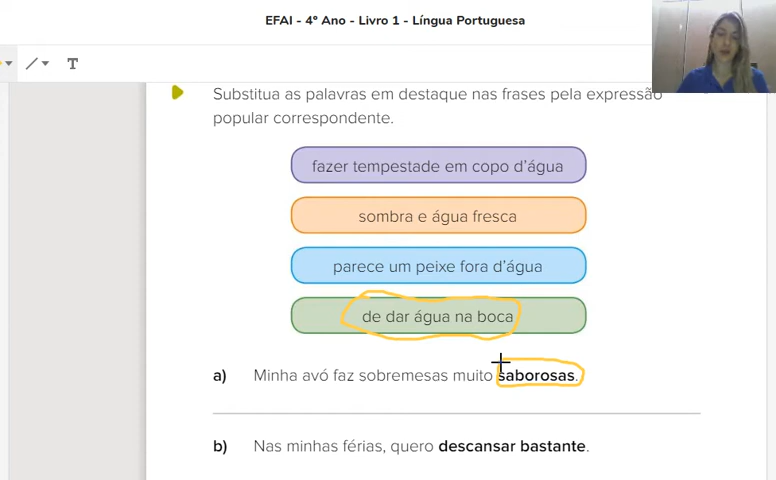 EFAI - 4º Ano - Livro 1 - Língua Portuguesa
T
Substitua as palavras em destaque nas frases pela expressão
popular correspondente.
fazer tempestade em copo d'água
sombra e água fresca
parece um peixe fora d'água
de dar água na boca
a) Minha avó faz sobremesas muito saborosas.
b) Nas minhas férias, quero descansar bastante.